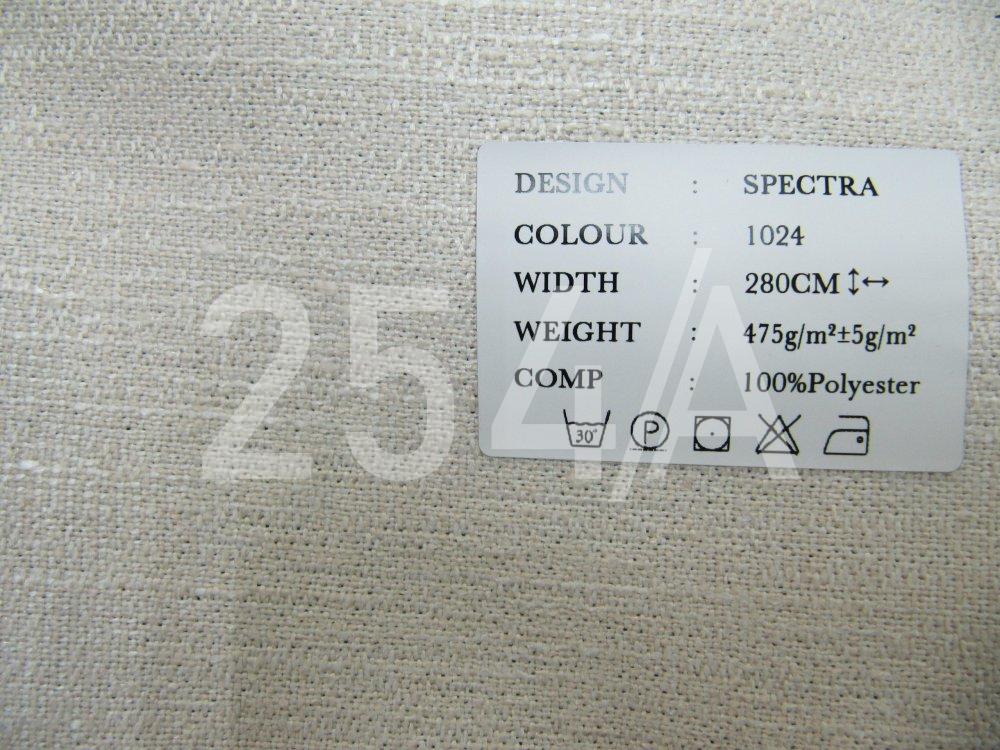 DESIGN : SPECTRA
COLOUR : 1024
WIDTH : 280CM ↕↔
WEIGHT : 475g/m²±5g/m²
COMP : 100%Polyester
30° P
254/A